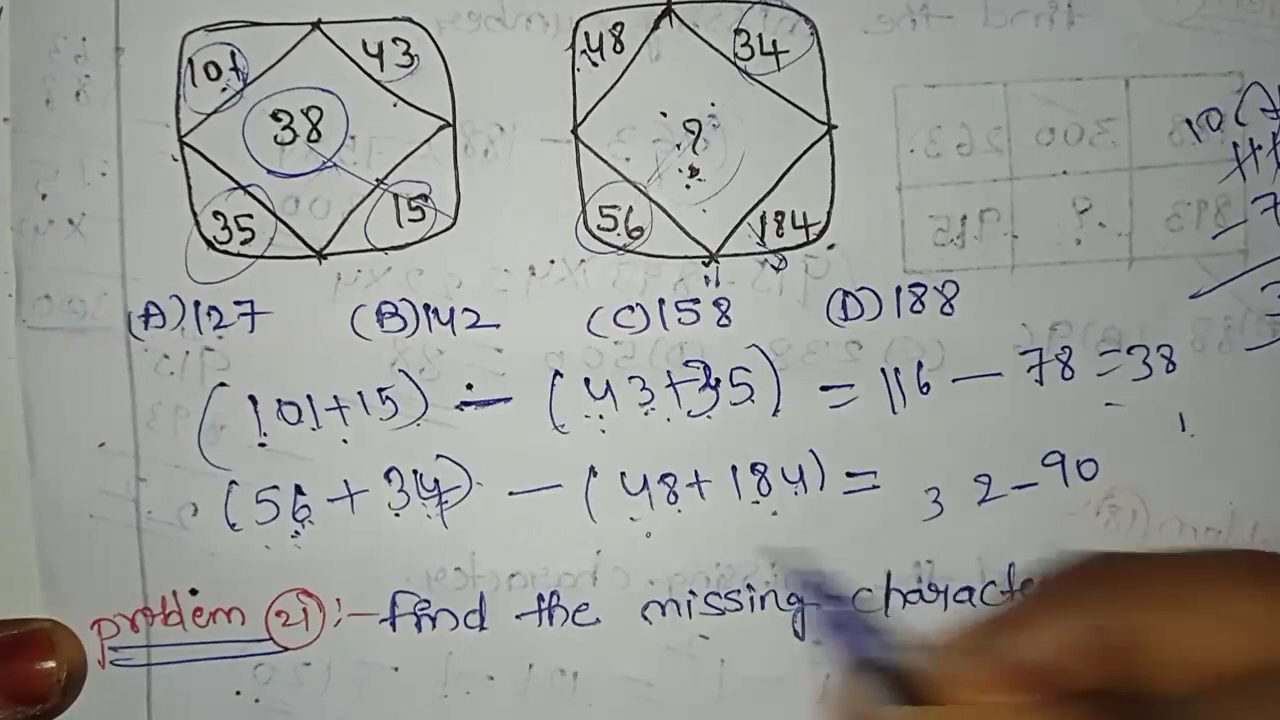 101 43 48 34
38 ?
35 15 56 184
(A) 127 (B) 142 (C) 158 (D) 188
(101+15) - (43+35) = 116 - 78 = 38
(56 + 34) - (48+184) = 32-90
problem 21 :- find the missing